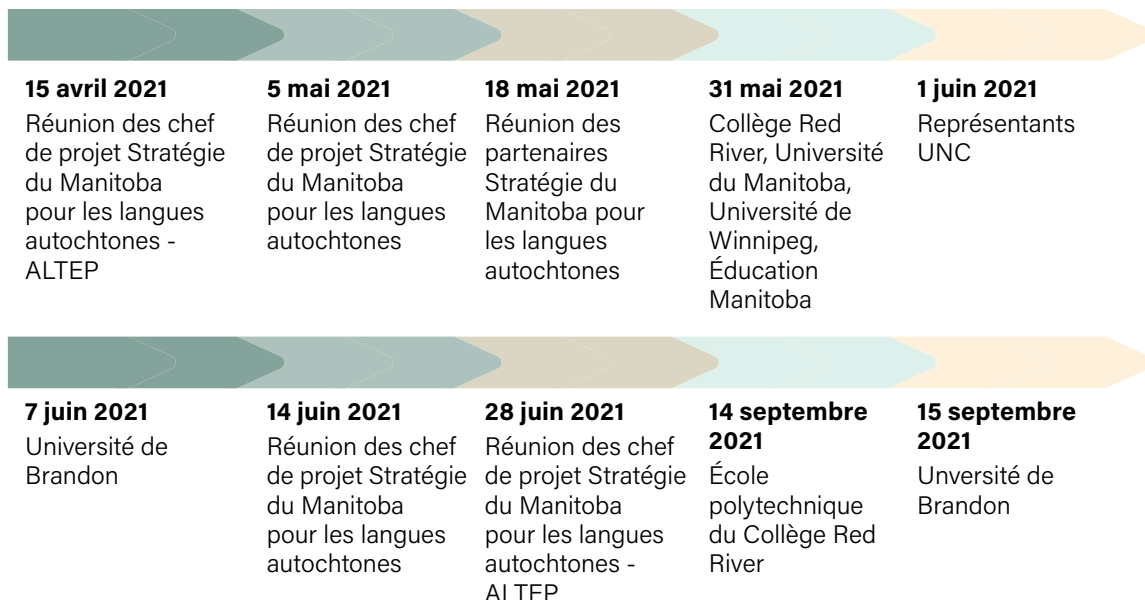 15 avril 2021
Réunion des chef
de projet Stratégie
du Manitoba
pour les langues
autochtones -
ALTEP
5 mai 2021
Réunion des chef
de projet Stratégie
du Manitoba
pour les langues
autochtones
18 mai 2021
Réunion des
partenaires
Stratégie du
Manitoba pour
les langues
autochtones
31 mai 2021
Collège Red
River, Université
du Manitoba,
Université de
Winnipeg,
Éducation
Manitoba
1 juin 2021
Représentants
UNC
7 juin 2021
Université de
Brandon
14 juin 2021
Réunion des chef
de projet Stratégie
du Manitoba
pour les langues
autochtones
28 juin 2021
Réunion des chef
de projet Stratégie
du Manitoba
pour les langues
autochtones -
ALTEP
14 septembre
2021
École
polytechnique
du Collège Red
River
15 septembre
2021
Unversité de
Brandon